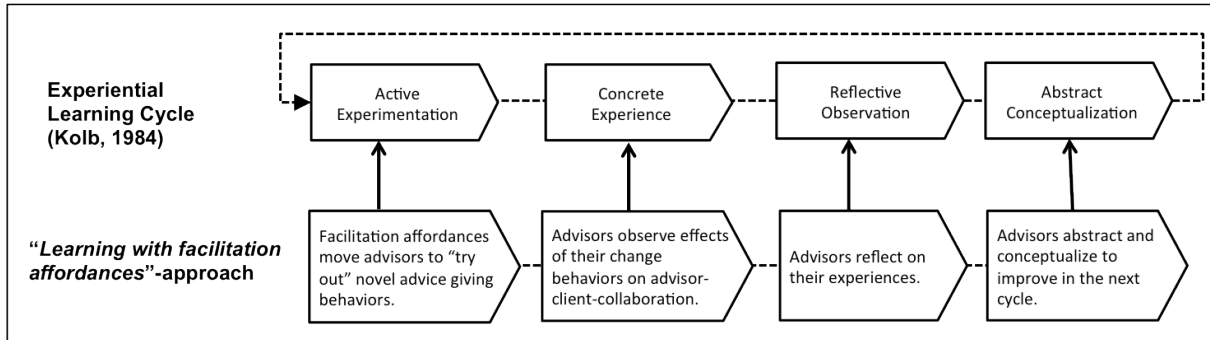 Experiential
Learning Cycle
(Kolb, 1984)
Active
Experimentation
Concrete
Experience
Reflective
Observation
Abstract
Conceptualization
“Learning with facilitation
affordances”-approach
Facilitation affordances
move advisors to “try
out” novel advice giving
behaviors.
Advisors observe effects
of their change
behaviors on advisor-
client-collaboration.
Advisors reflect on
their experiences.
Advisors abstract and
conceptualize to
improve in the next
cycle.